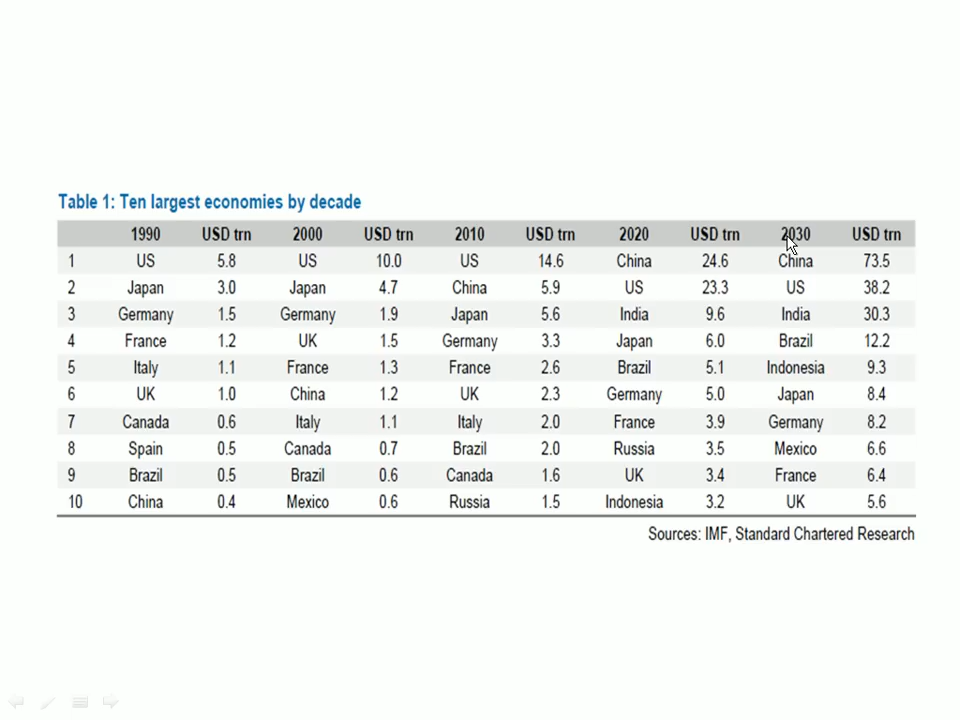 Table 1: Ten largest economies by decade
1990 USD trn 2000 USD trn 2010 USD trn 2020 USD trn 2030 USD trn
1 US 5.8 US 10.0 US 14.6 China 24.6 China 73.5
2 Japan 3.0 Japan 4.7 China 5.9 US 23.3 US 38.2
3 Germany 1.5 Germany 1.9 Japan 5.6 India 9.6 India 30.3
4 France 1.2 UK 1.5 Germany 3.3 Japan 6.0 Brazil 12.2
5 Italy 1.1 France 1.3 France 2.6 Brazil 5.1 Indonesia 9.3
6 UK 1.0 China 1.2 UK 2.3 Germany 5.0 Japan 8.4
7 Canada 0.6 Italy 1.1 Italy 2.0 France 3.9 Germany 8.2
8 Spain 0.5 Canada 0.7 Brazil 2.0 Russia 3.5 Mexico 6.6
9 Brazil 0.5 Brazil 0.6 Canada 1.6 UK 3.4 France 6.4
10 China 0.4 Mexico 0.6 Russia 1.5 Indonesia 3.2 UK 5.6
Sources: IMF, Standard Chartered Research